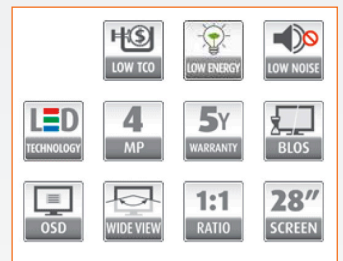 LOW TCO
LOW ENERGY
LOW NOISE
LED
TECHNOLOGY
4
MP
5Y
WARRANTY
BLOS
OSD
WIDE VIEW
1:1
RATIO
28"
SCREEN